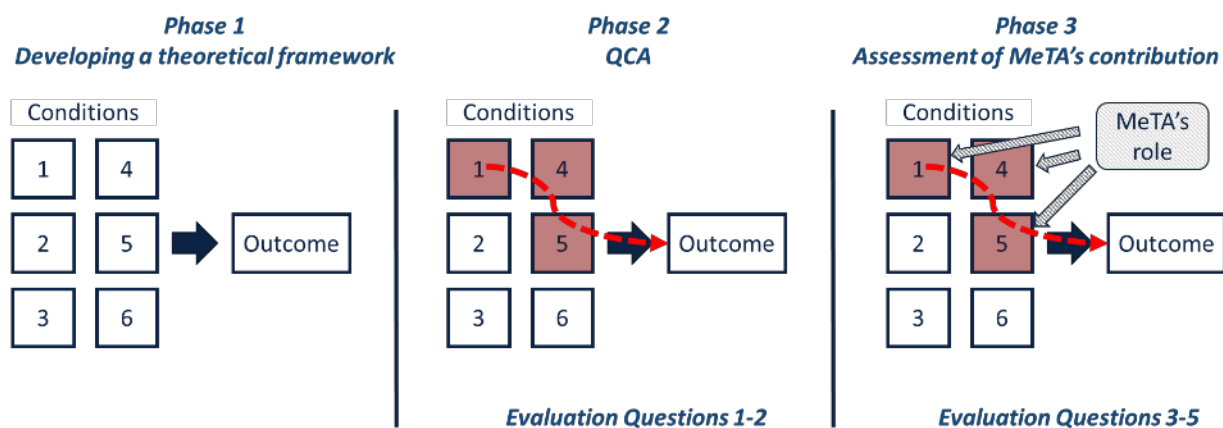 Phase 1
Developing a theoretical framework
Conditions
1 4
2 5
3 6
Outcome
Phase 2
QCA
Conditions
1 4
2 5
3 6
Outcome
Evaluation Questions 1-2
Phase 3
Assessment of MeTA's contribution
Conditions
1 4
2 5
3 6
MeTA's
role
Outcome
Evaluation Questions 3-5